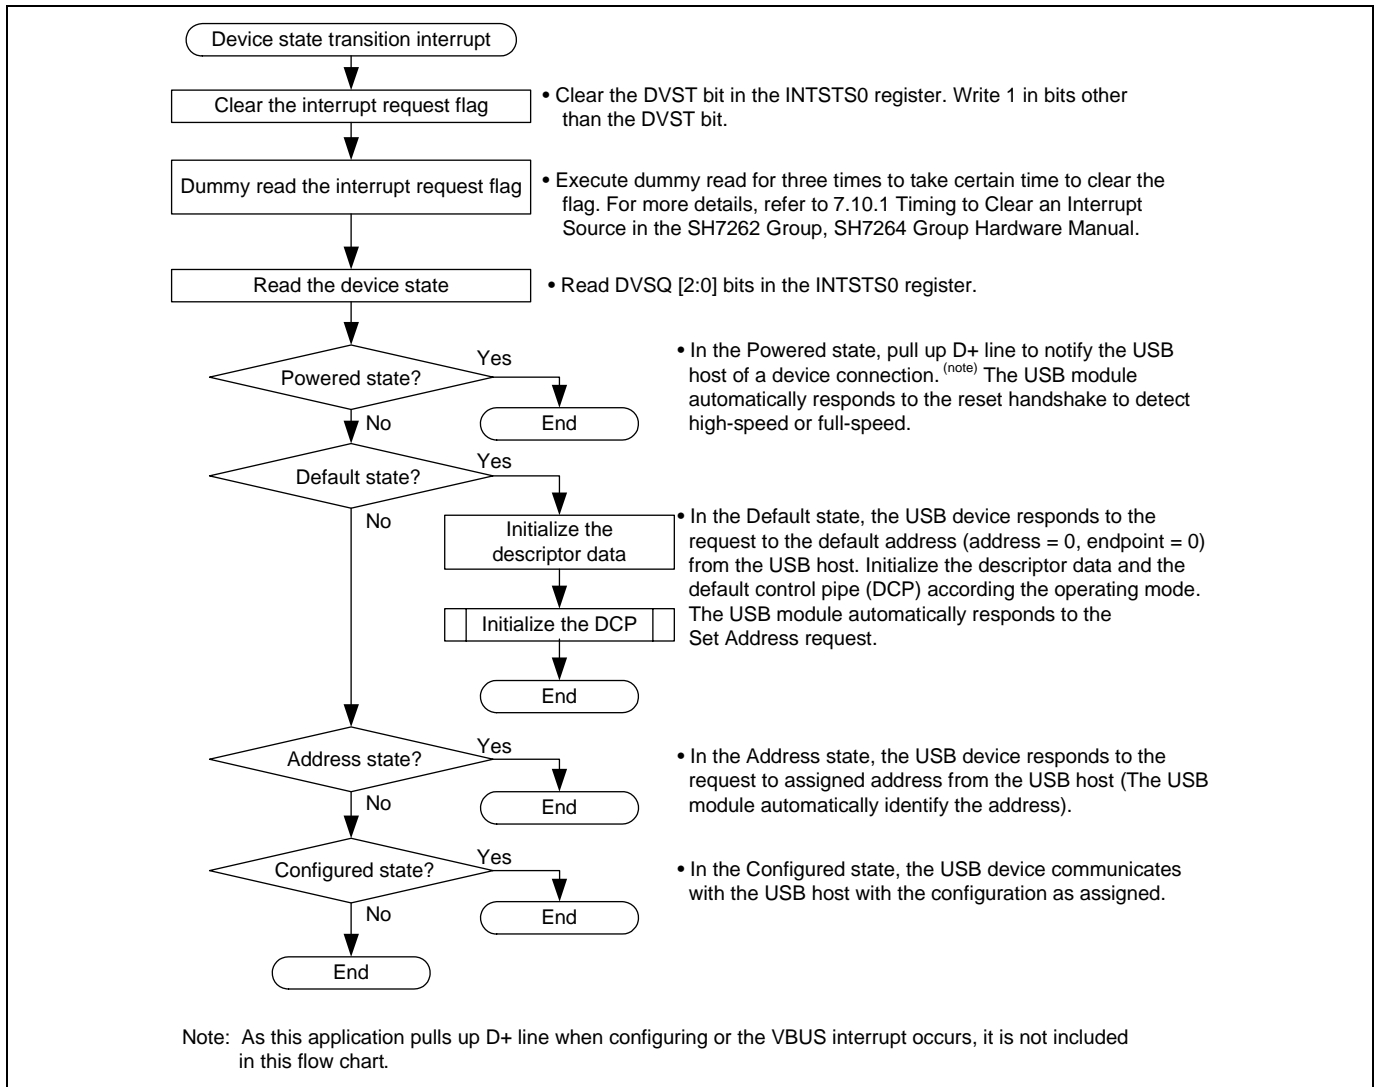 Device state transition interrupt
Clear the interrupt request flag
• Clear the DVST bit in the INTSTS0 register. Write 1 in bits other
than the DVST bit.
Dummy read the interrupt request flag
• Execute dummy read for three times to take certain time to clear the
flag. For more details, refer to 7.10.1 Timing to Clear an Interrupt
Source in the SH7262 Group, SH7264 Group Hardware Manual.
Read the device state
• Read DVSQ [2:0] bits in the INTSTS0 register.
Powered state?
Yes
End
No
• In the Powered state, pull up D+ line to notify the USB
host of a device connection. (note) The USB module
automatically responds to the reset handshake to detect
high-speed or full-speed.
Default state?
Yes
No
Initialize the
descriptor data
Initialize the DCP
End
• In the Default state, the USB device responds to the
request to the default address (address = 0, endpoint = 0)
from the USB host. Initialize the descriptor data and the
default control pipe (DCP) according the operating mode.
The USB module automatically responds to the
Set Address request.
Address state?
Yes
End
No
• In the Address state, the USB device responds to the
request to assigned address from the USB host (The USB
module automatically identify the address).
Configured state?
Yes
End
No
• In the Configured state, the USB device communicates
with the USB host with the configuration as assigned.
End
Note: As this application pulls up D+ line when configuring or the VBUS interrupt occurs, it is not included
in this flow chart.